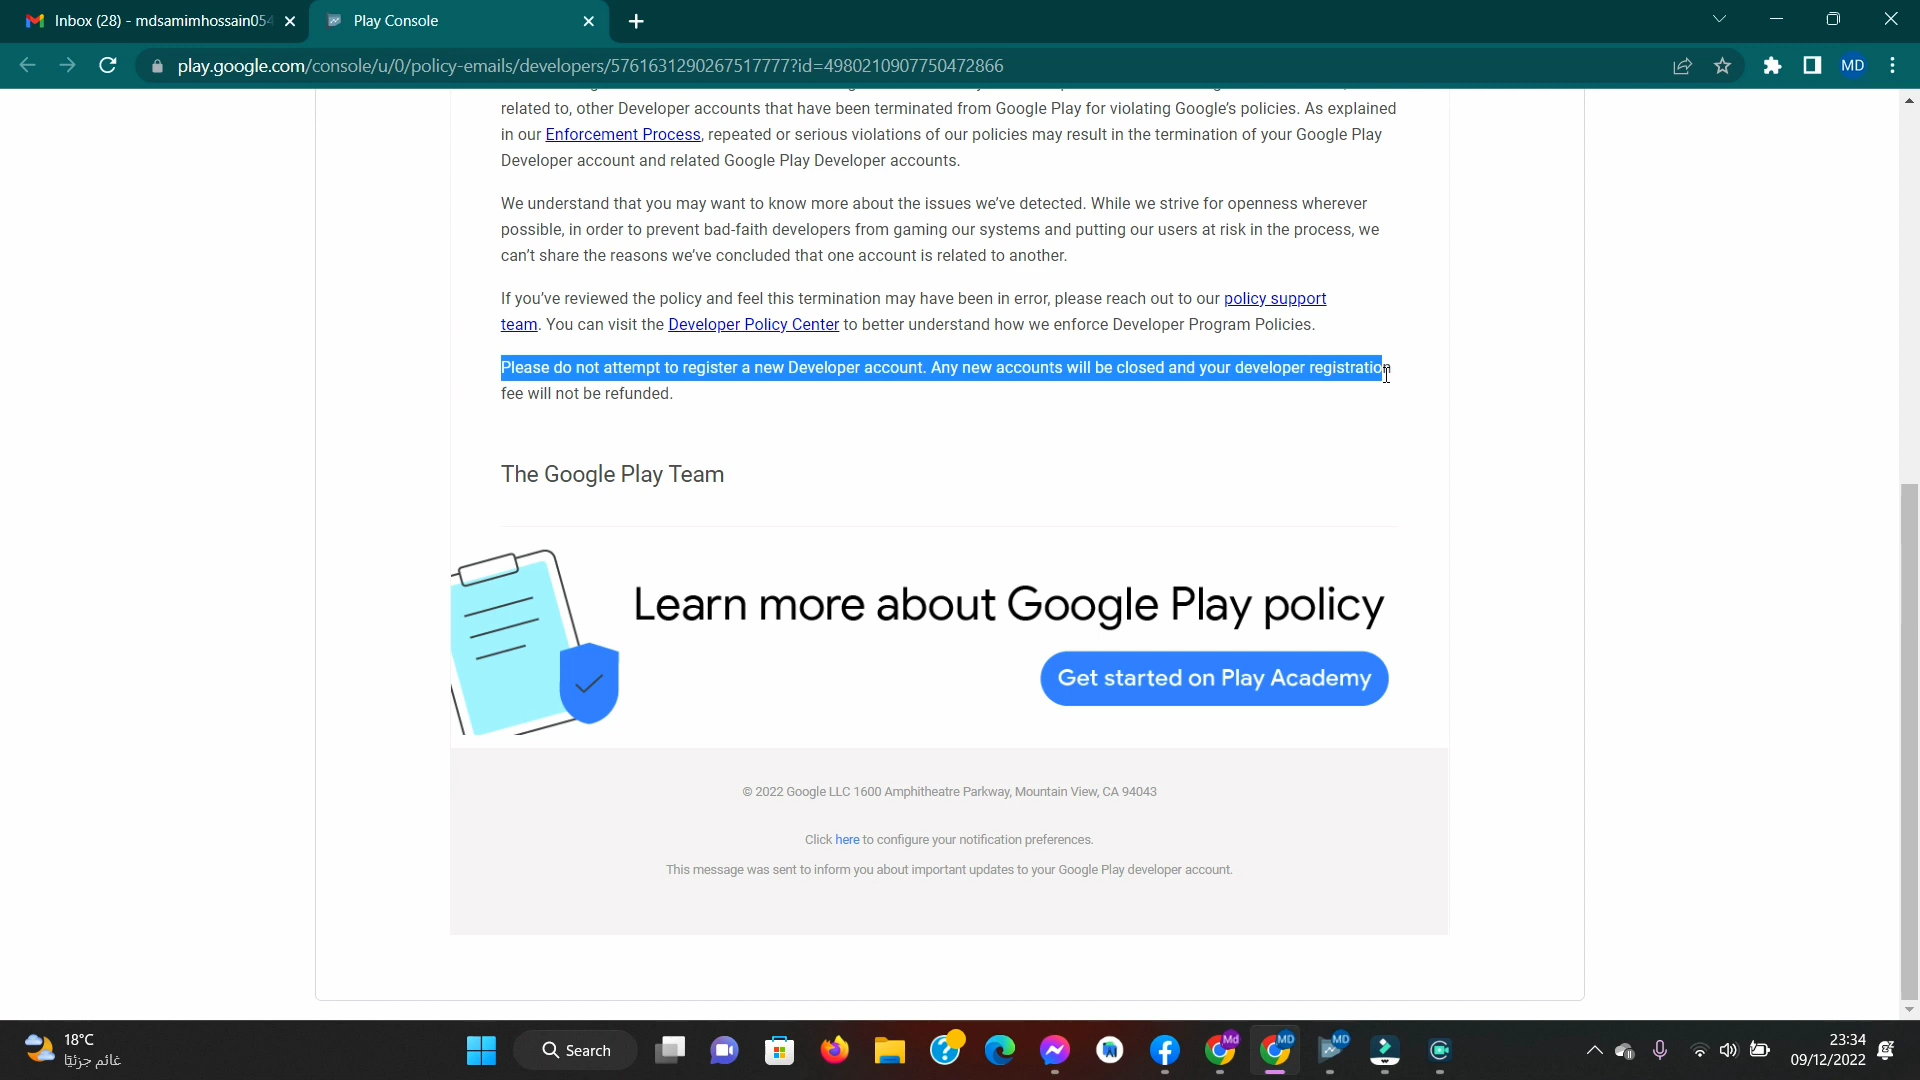 Inbox (28) - mdsamimhossain054
Play Console
play.google.com/console/u/0/policy-emails/developers/5761631290267517777?id=4980210907750472866
MD
related to, other Developer accounts that have been terminated from Google Play for violating Google's policies. As explained
in our Enforcement Process, repeated or serious violations of our policies may result in the termination of your Google Play
Developer account and related Google Play Developer accounts.
We understand that you may want to know more about the issues we've detected. While we strive for openness wherever
possible, in order to prevent bad-faith developers from gaming our systems and putting our users at risk in the process, we
can't share the reasons we've concluded that one account is related to another.
If you've reviewed the policy and feel this termination may have been in error, please reach out to our policy support
team. You can visit the Developer Policy Center to better understand how we enforce Developer Program Policies.
Please do not attempt to register a new Developer account. Any new accounts will be closed and your developer registration
fee will not be refunded.
The Google Play Team
Learn more about Google Play policy
Get started on Play Academy
© 2022 Google LLC 1600 Amphitheatre Parkway, Mountain View, CA 94043
Click here to configure your notification preferences.
This message was sent to inform you about important updates to your Google Play developer account.
18°C
غائم جزئيًا
Search
Md
MD
MD
23:34
09/12/2022